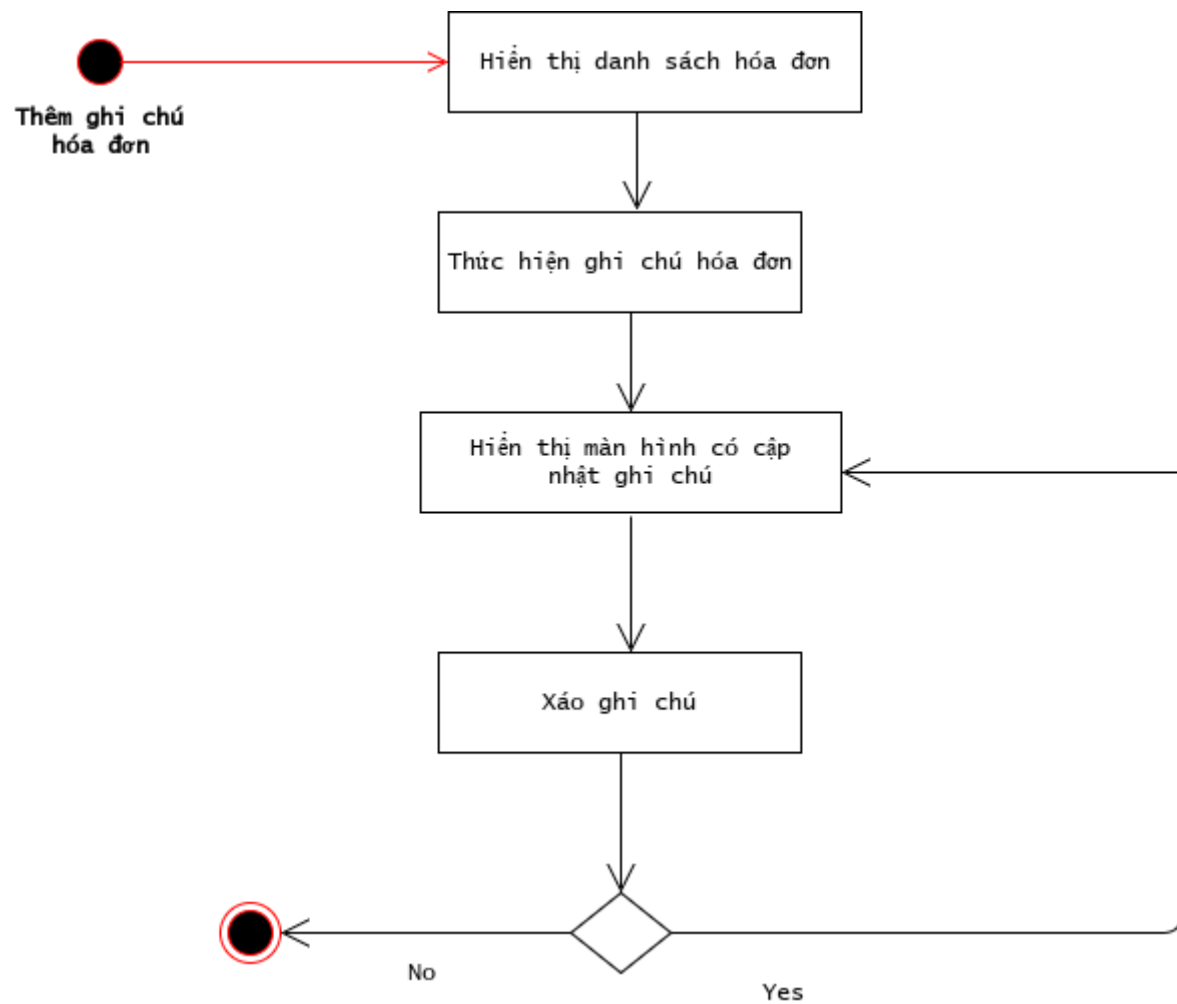 Hiển thị danh sách hóa đơn
Thêm ghi chú
hóa đơn
Thức hiện ghi chú hóa đơn
Hiển thị màn hình có cập
nhật ghi chú
Xáo ghi chú
No
Yes